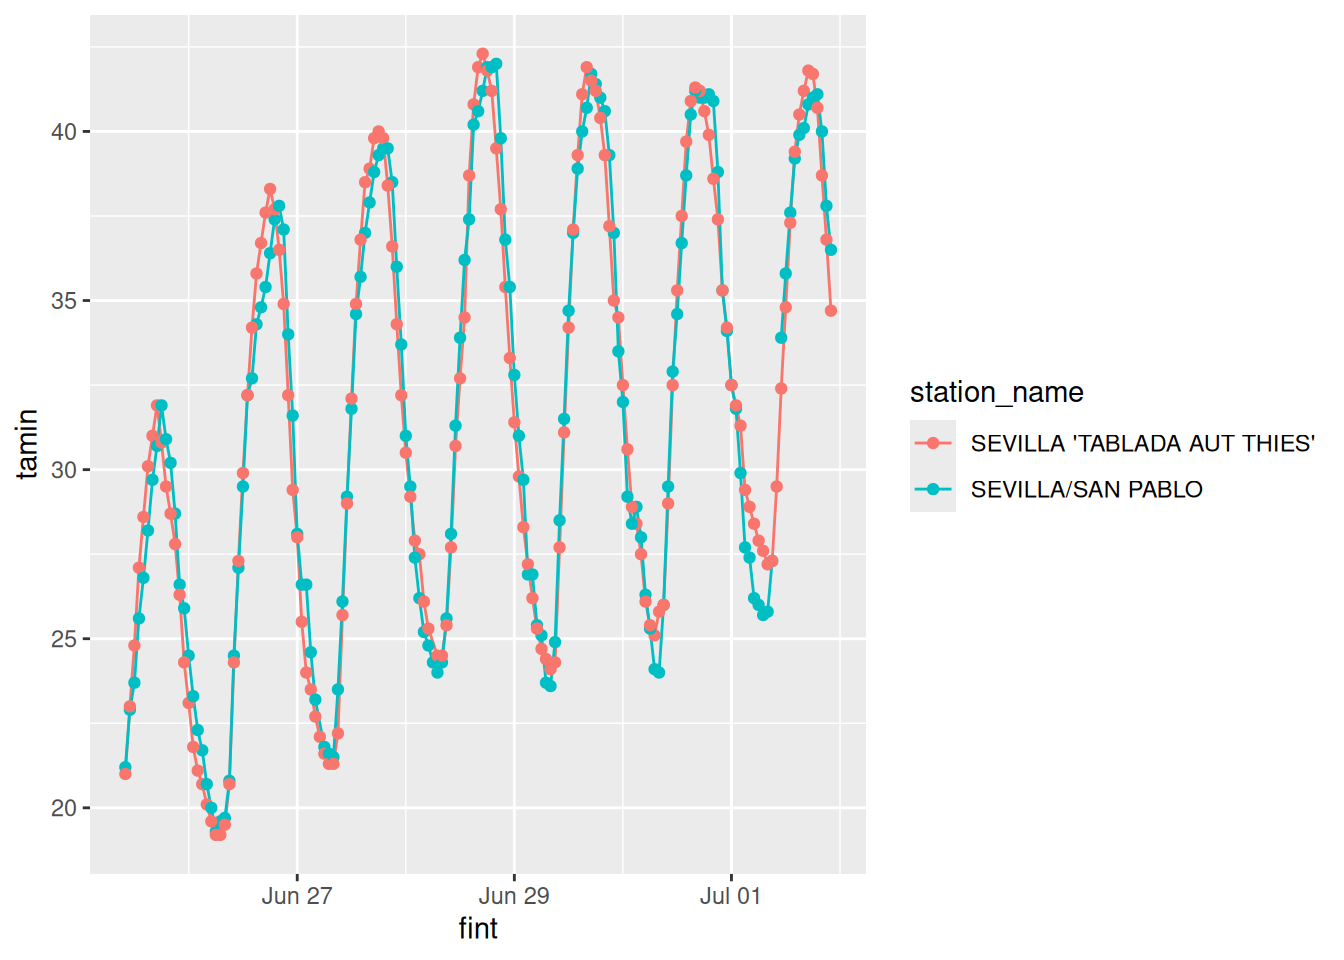 40
35
30
25
20
tamin
Jun 27
Jun 29
Jul 01
fint
station_name
SEVILLA 'TABLADA AUT THIES'
SEVILLA/SAN PABLO